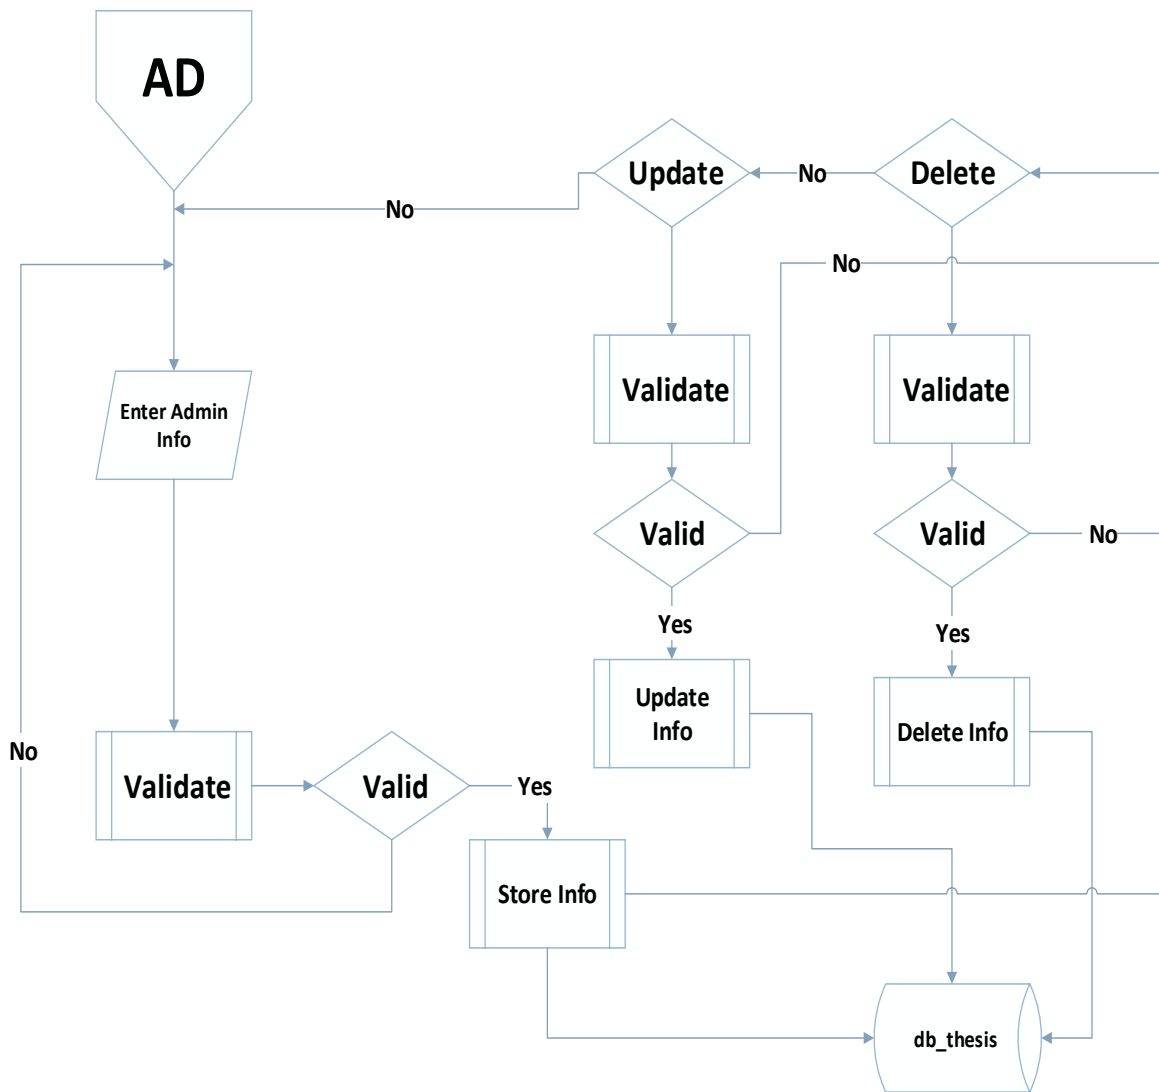 AD
Update
No
Delete
No
No
Enter Admin
Info
Validate
Validate
Valid
Valid
No
Yes
Yes
Update
Info
Delete Info
No
Validate
Valid
Yes
Store Info
db_thesis